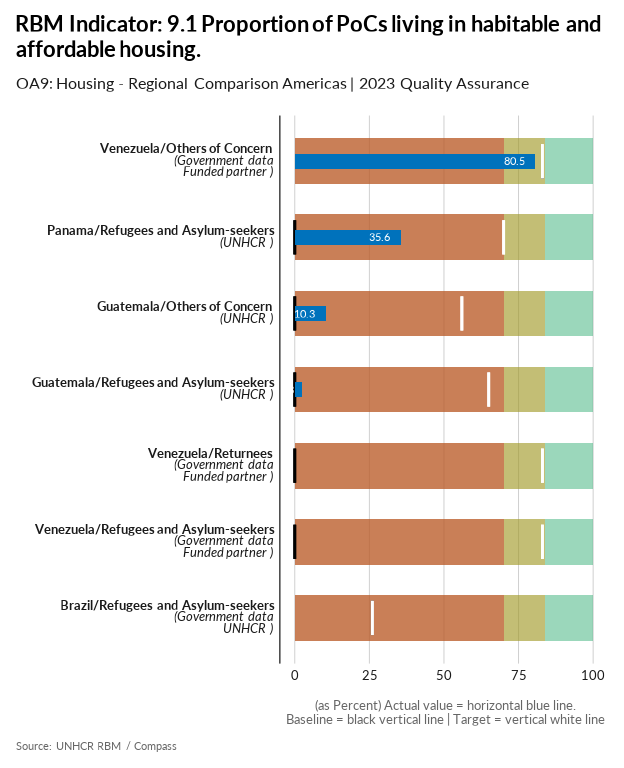 RBM Indicator: 9.1 Proportion of PoCs living in habitable and
affordable housing.
OA9: Housing - Regional Comparison Americas | 2023 Quality Assurance
Venezuela/Others of Concern
(Government data
Funded partner )
80.5
Panama/Refugees and Asylum-seekers
(UNHCR )
35.6
Guatemala/Others of Concern
(UNHCR )
10.3
Guatemala/Refugees and Asylum-seekers
(UNHCR )
Venezuela/Returnees
(Government data
Funded partner )
Venezuela/Refugees and Asylum-seekers
(Government data
Funded partner )
Brazil/Refugees and Asylum-seekers
(Government data
UNHCR )
0 25 50 75 100
(as Percent) Actual value = horizontal blue line.
Baseline = black vertical line | Target = vertical white line
Source: UNHCR RBM / Compass